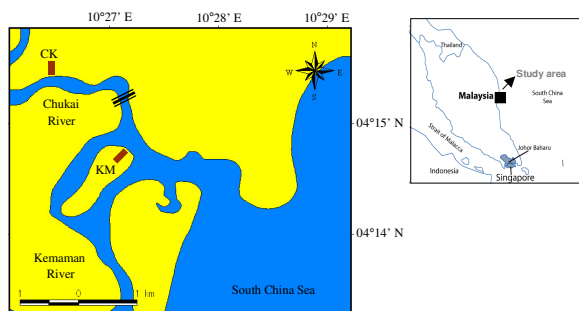 10°27' E
10°28' E
10°29' E
CK
N
W
E
S
Chukai
River
04°15' N
KM
04°14' N
Kemaman
River
1
0
1
km
South China Sea
Thailand
Study area
Malaysia
South China
Sea
Strait of Malacca
Johor Baharu
Indonesia
Singapore